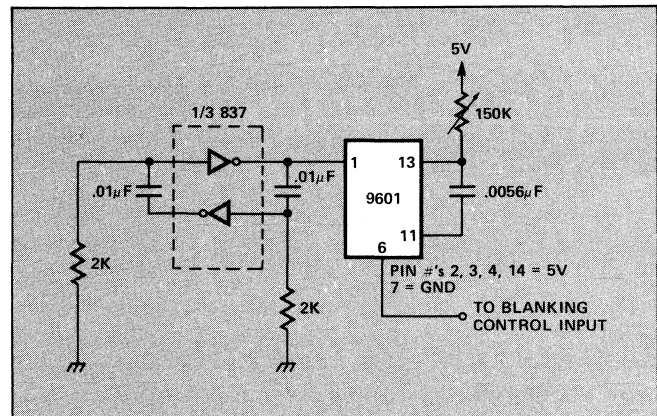 5V
1/3 837
150K
.01µF
.01µF
1
13
9601
.0056µF
11
6
2K
2K
PIN #'s 2, 3, 4, 14 = 5V
7 = GND
TO BLANKING
CONTROL INPUT